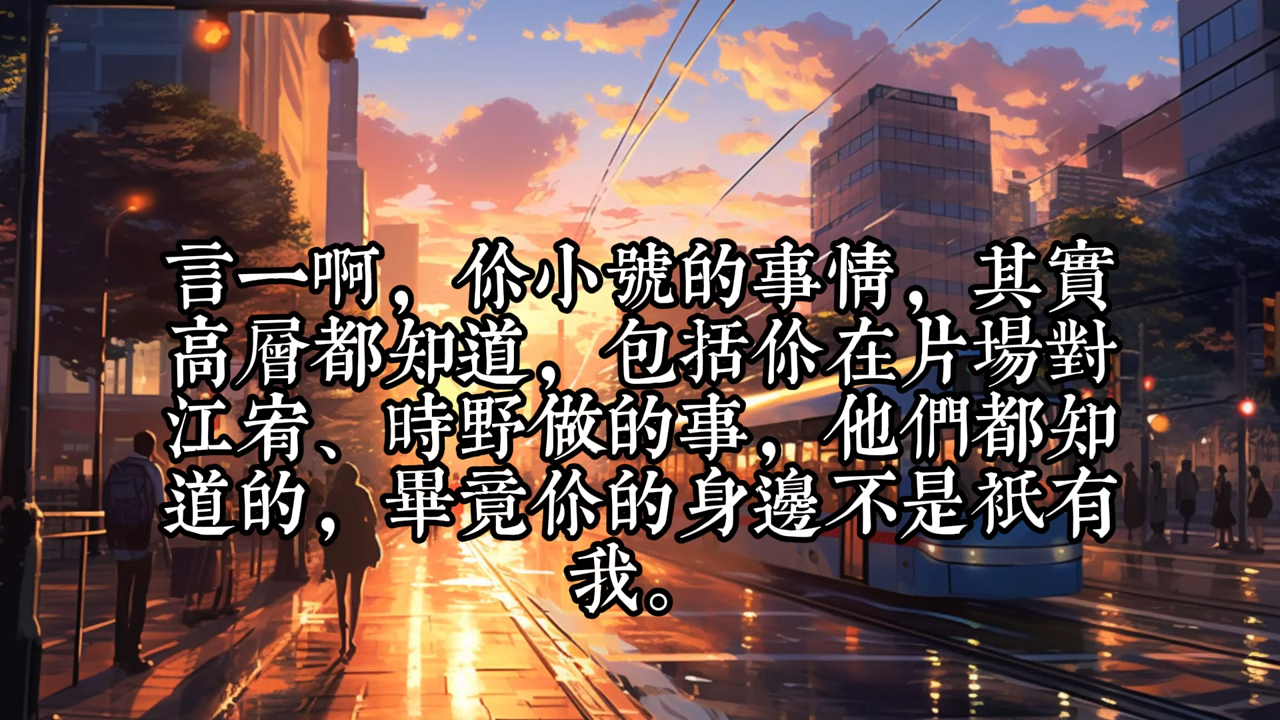 言一啊，伱小號的事情，其實
高層都知道，包括伱在片場對
江宥、時野做的事，他們都知
道的，畢竟伱的身邊不是祇有
我。